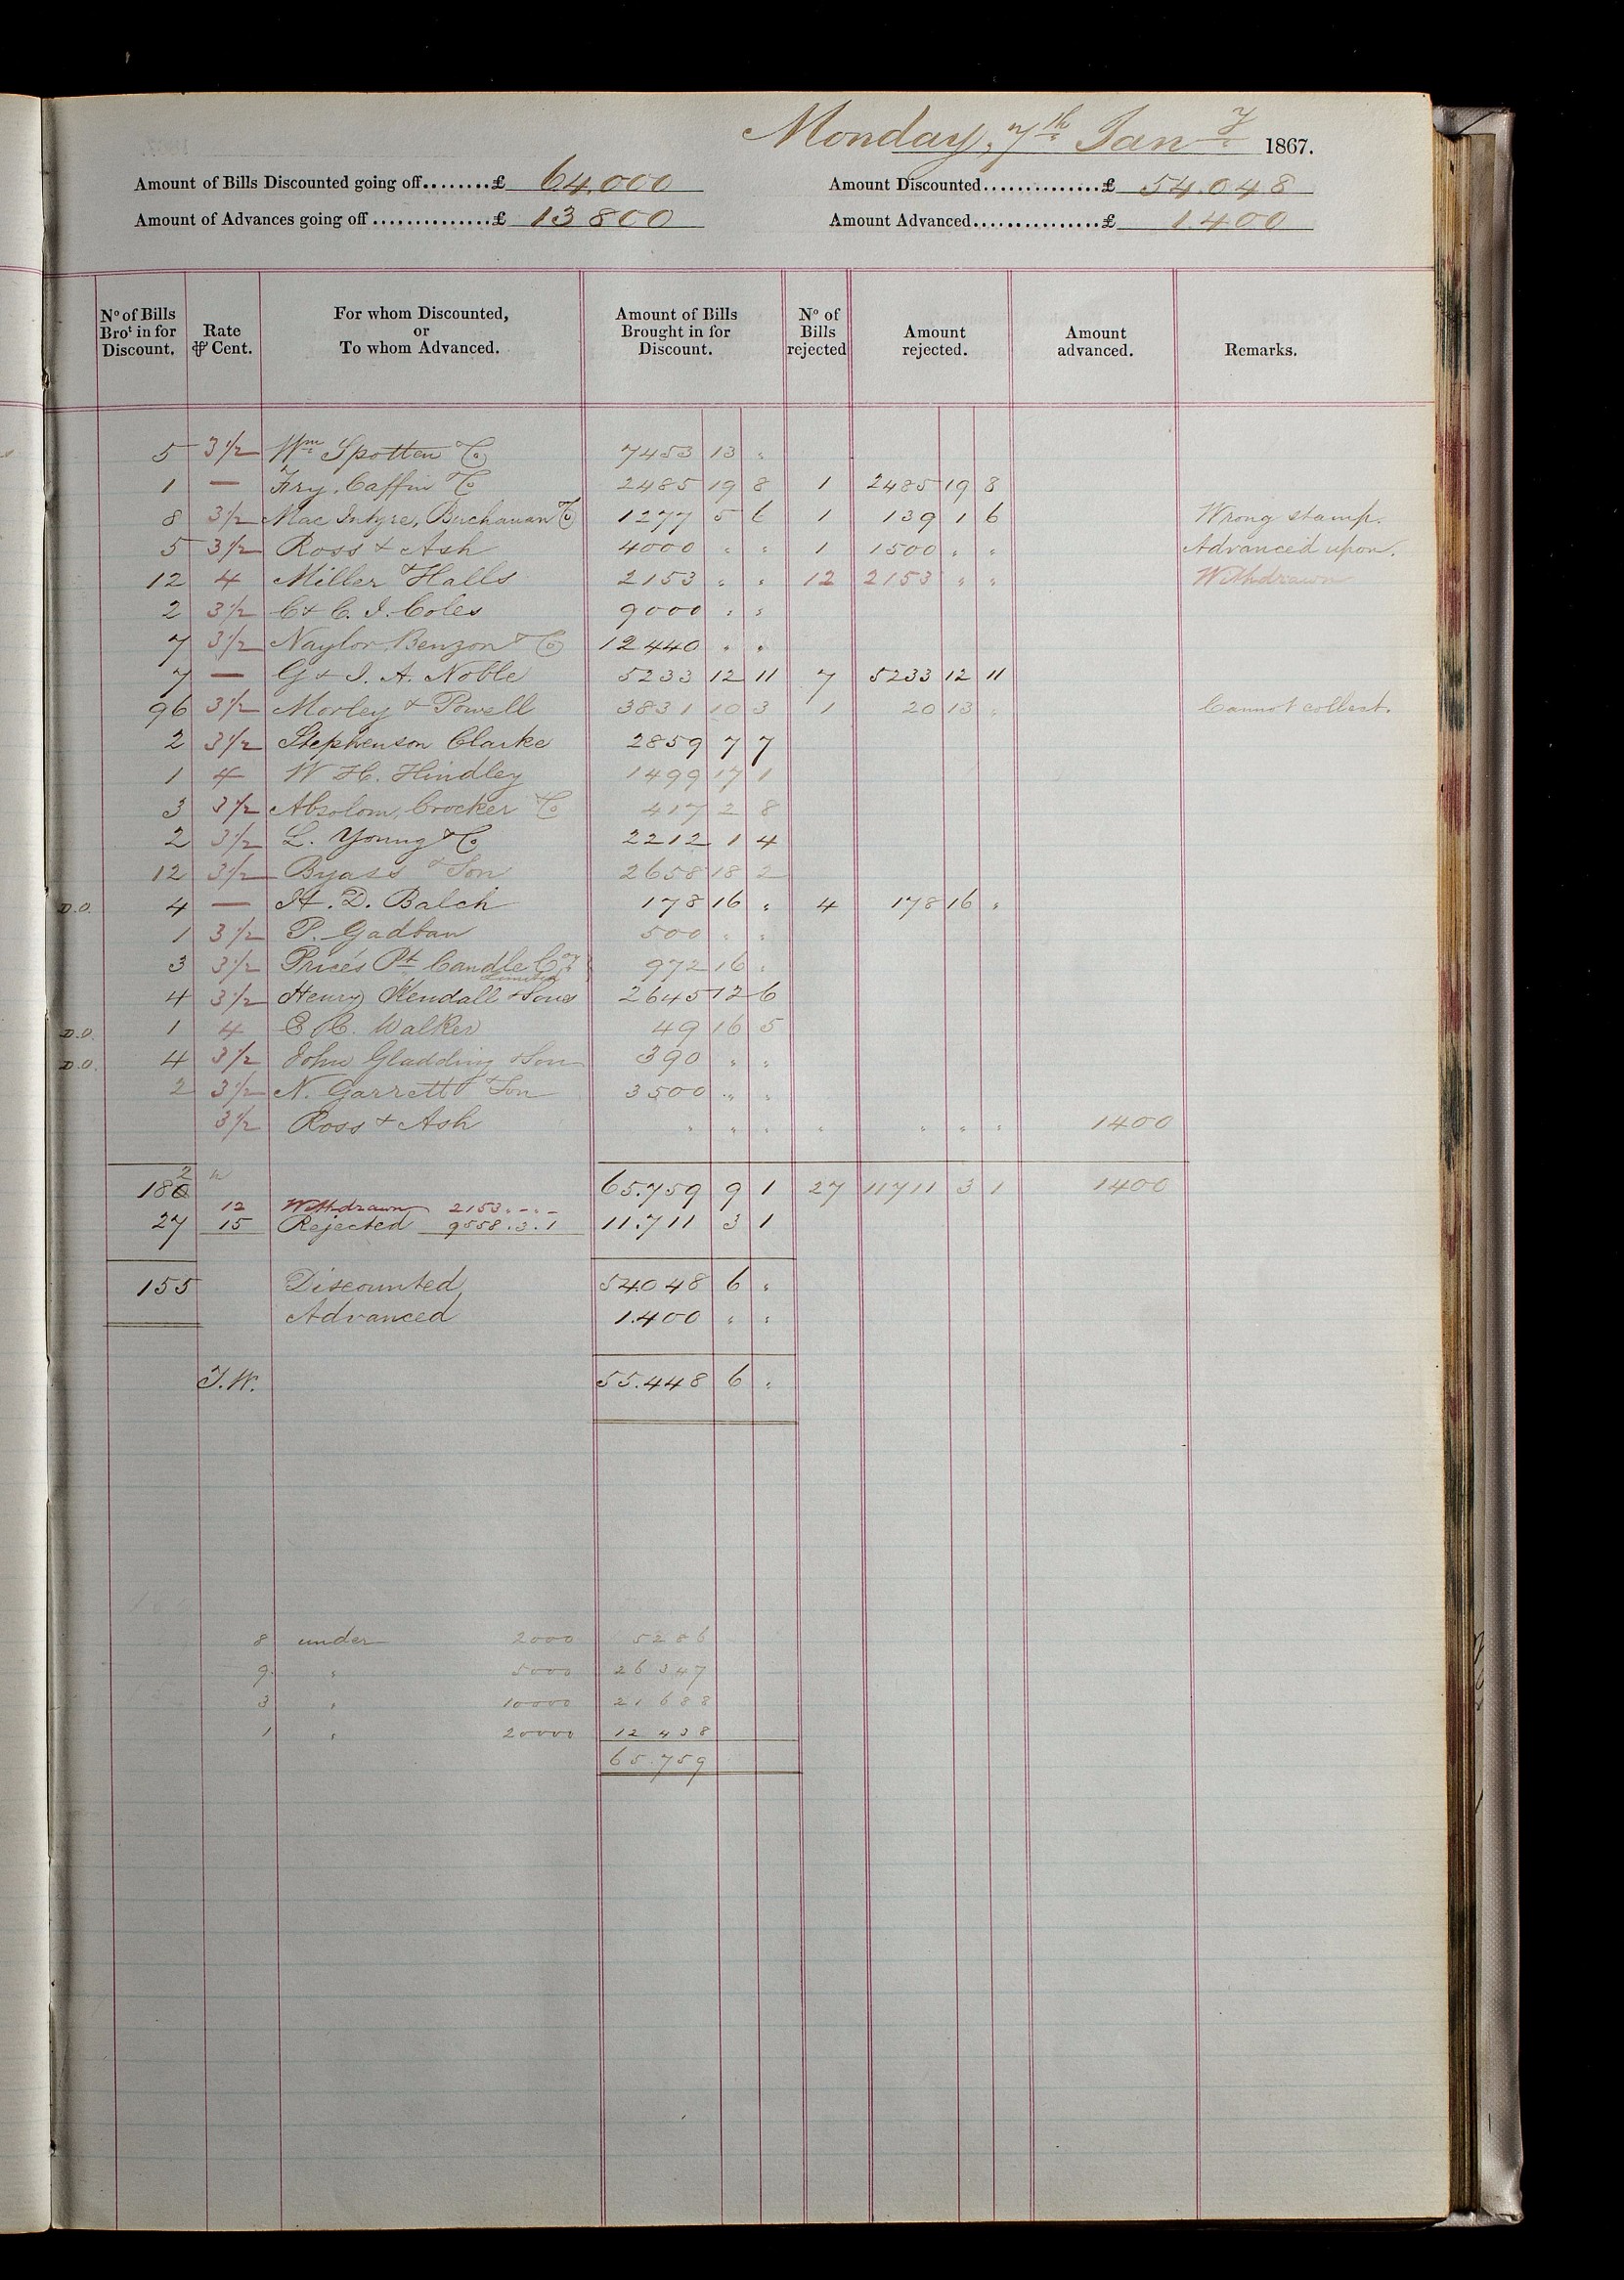 Monday, 7th Jany 1867.
Amount of Bills Discounted going off........£ 64.000 Amount Discounted..............£ 54.048
Amount of Advances going off..............£ 13800 Amount Advanced................£ 1.400
No of Bills Brot in for Discount. Rate ⅌ Cent. For whom Discounted, or To whom Advanced. Amount of Bills Brought in for Discount. No of Bills rejected Amount rejected. Amount advanced. Remarks.
5 3½ Wm Spotten & Co 7453 13 "
1 — Fry, Caffin & Co 2485 19 8 1 2485 19 8
8 3½ Mac Intyre, Buchanan & Co 1277 5 6 1 139 1 6 Wrong stamp.
5 3½ Ross & Ash 4000 " " 1 1500 " " Advanced upon.
12 4 Miller & Halls 2153 " " 12 2153 " " Withdrawn
2 3½ C & C. I. Coles 9000 " "
7 3½ Naylor, Benzon & Co 12440 " "
7 — G & I. A. Noble 5233 12 11 7 5233 12 11
96 3½ Morley & Powell 3831 10 3 1 20 13 " Cannot collect.
2 3½ Stephenson Clarke 2859 7 7
1 4 W H. Hindley 1499 17 1
3 3½ Absolom, Crocker & Co 417 2 8
2 3½ L. Young & Co 2212 1 4
12 3½ Byass & Son 2658 18 2
D.O. 4 — H. D. Balch 178 16 " 4 178 16 "
1 3½ P. Gadban 500 " "
3 3½ Price's Pt Candle Coy Limited 972 16 "
4 3½ Henry Kendall & Sons 2645 12 6
D.O. 1 4 E. C. Walker 49 16 5
D.O. 4 3½ John Gladding & Son 390 " "
2 3½ N. Garrett & Son 3500 " "
3½ Ross & Ash " " " " " " " 1400
182 65.759 9 1 27 11711 3 1 1400
12 Withdrawn 2153 . - . -
27 15 Rejected 9558 . 3 . 1 11.711 3 1
155 Discounted 54048 6 "
Advanced 1.400 " "
T.W. 55.448 6 "
8 under 2000 5286
9 " 5000 26347
3 " 10000 21688
1 " 20000 12438
65.759